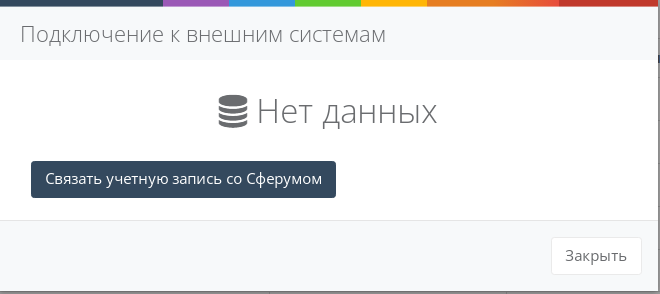 Подключение к внешним системам
Нет данных
Связать учетную запись со Сферумом
Закрыть